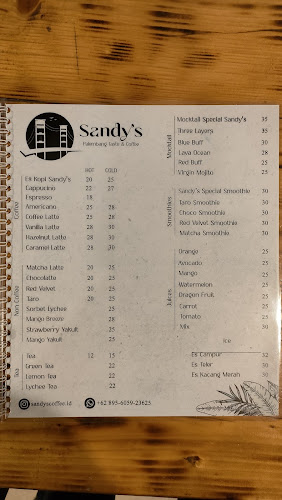 Sandy's
Palembang Taste & Coffee
HOT COLD
Coffee
Es Kopi Sandy's 20 25
Cappucino 22 27
Espresso 18
Americano 25 28
Coffee Latte 25 28
Vanilla Latte 28 30
Hazelnut Latte 28 30
Caramel Latte 28 30
Non Coffee
Matcha Latte 20 25
Chocolatte 20 25
Red Velvet 20 25
Taro 20 25
Sorbet Lychee 25
Mango Breeze 28
Strawberry Yakult 25
Mango Yakult 25
Tea
Tea 12 15
Green Tea 22
Lemon Tea 22
Lychee Tea 22
sandyscoffee.id
+62 895-6059-23625
Mocktail
Mocktail Special Sandy's 35
Three Layers 35
Blue Buff 30
Lava Ocean 28
Red Buff 25
Virgin Mojito 25
Smoothies
Sandy's Special Smoothie 30
Taro Smoothie 30
Choco Smoothie 30
Red Velvet Smoothie 30
Matcha Smoothie 30
Juices
Orange 25
Avocado 25
Mango 25
Watermelon 25
Dragon Fruit 25
Carrot 25
Tomato 25
Mix 30
Ice
Es Campur 32
Es Teler 30
Es Kacang Merah 30